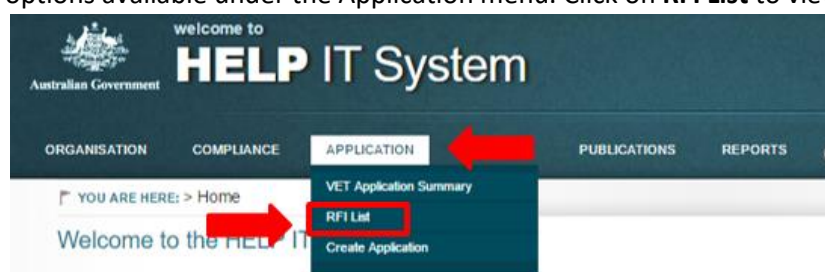 options available under the Application menu. Click on RFI List to vie
welcome to
HELP IT System
Australian Government
ORGANISATION COMPLIANCE APPLICATION PUBLICATIONS REPORTS
YOU ARE HERE: > Home
VET Application Summary
RFI List
Welcome to the HELP IT
Create Application